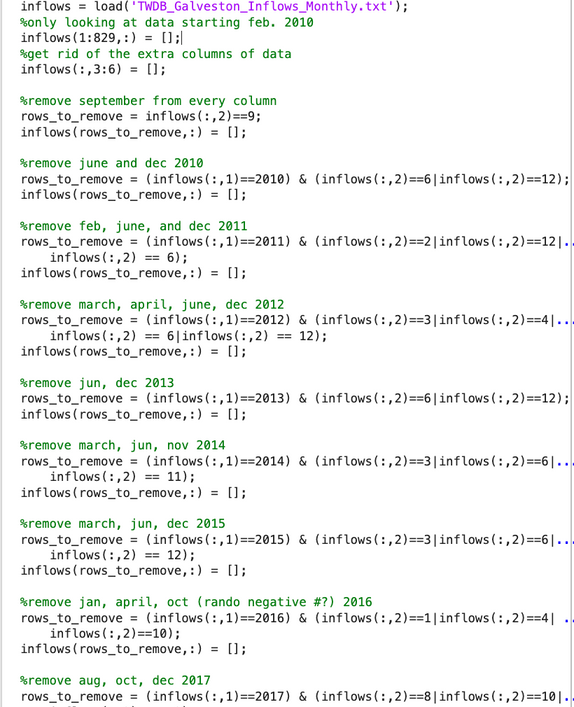 inflows = load('TWDB_Galveston_Inflows_Monthly.txt');
%only looking at data starting feb. 2010
inflows(1:829,:) = [];
%get rid of the extra columns of data
inflows(:,3:6) = [];
%remove september from every column
rows_to_remove = inflows(:,2)==9;
inflows(rows_to_remove,:) = [];
%remove june and dec 2010
rows_to_remove = (inflows(:,1)==2010) & (inflows(:,2)==6|inflows(:,2)==12);
inflows(rows_to_remove,:) = [];
%remove feb, june, and dec 2011
rows_to_remove = (inflows(:,1)==2011) & (inflows(:,2)==2|inflows(:,2)==12|..
inflows(:,2) == 6);
inflows(rows_to_remove,:) = [];
%remove march, april, june, dec 2012
rows_to_remove = (inflows(:,1)==2012) & (inflows(:,2)==3|inflows(:,2)==4|...
inflows(:,2) == 6|inflows(:,2) == 12);
inflows(rows_to_remove,:) = [];
%remove jun, dec 2013
rows_to_remove = (inflows(:,1)==2013) & (inflows(:,2)==6|inflows(:,2)==12);
inflows(rows_to_remove,:) = [];
%remove march, jun, nov 2014
rows_to_remove = (inflows(:,1)==2014) & (inflows(:,2)==3|inflows(:,2)==6|...
inflows(:,2) == 11);
inflows(rows_to_remove,:) = [];
%remove march, jun, dec 2015
rows_to_remove = (inflows(:,1)==2015) & (inflows(:,2)==3|inflows(:,2)==6|...
inflows(:,2) == 12);
inflows(rows_to_remove,:) = [];
%remove jan, april, oct (rando negative #?) 2016
rows_to_remove = (inflows(:,1)==2016) & (inflows(:,2)==1|inflows(:,2)==4| ..
inflows(:,2)==10);
inflows(rows_to_remove,:) = [];
%remove aug, oct, dec 2017
rows_to_remove = (inflows(:,1)==2017) & (inflows(:,2)==8|inflows(:,2)==10|..